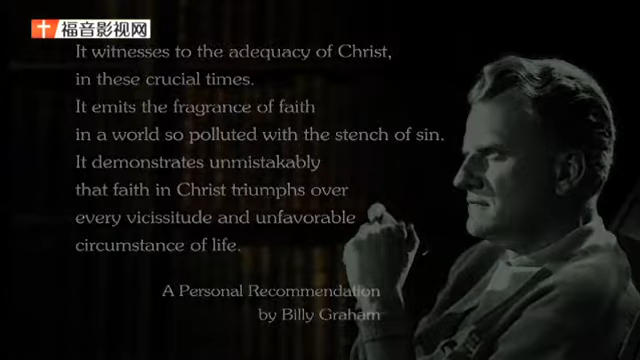 福音影视网
It witnesses to the adequacy of Christ,
in these crucial times.
It emits the fragrance of faith
in a world so polluted with the stench of sin.
It demonstrates unmistakably
that faith in Christ triumphs over
every vicissitude and unfavorable
circumstance of life.
A Personal Recommendation
by Billy Graham